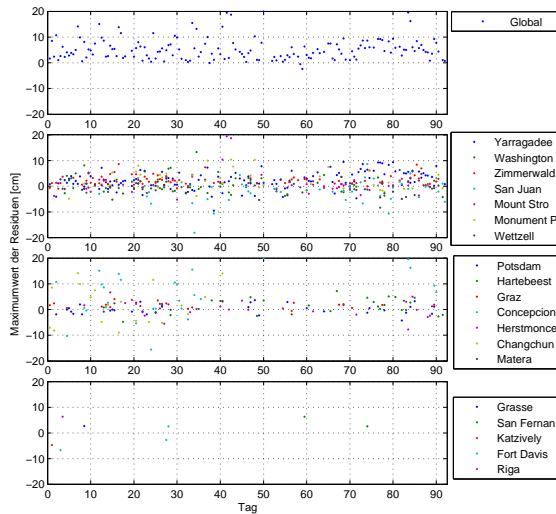 20
10
0
−10
−20
0 10 20 30 40 50 60 70 80 90
Global
20
10
0
−10
−20
0 10 20 30 40 50 60 70 80 90
Yarragadee
Washington
Zimmerwald
San Juan
Mount Stro
Monument P
Wettzell
Maximumwert der Residuen [cm]
20
10
0
−10
−20
0 10 20 30 40 50 60 70 80 90
Potsdam
Hartebeest
Graz
Concepcion
Herstmonce
Changchun
Matera
20
10
0
−10
−20
0 10 20 30 40 50 60 70 80 90
Tag
Grasse
San Fernan
Katzively
Fort Davis
Riga